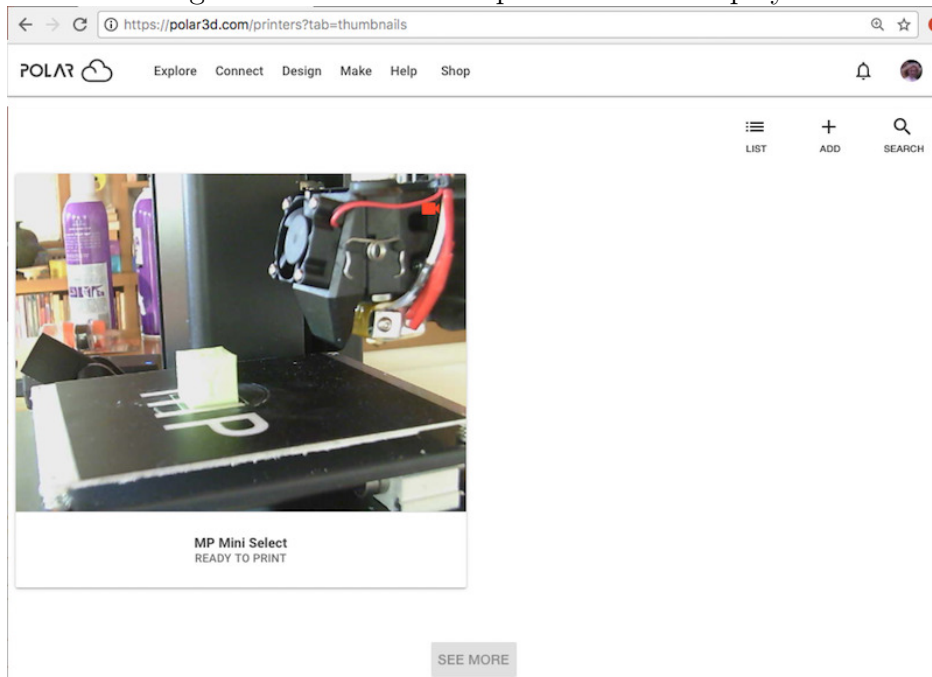 https://polar3d.com/printers?tab=thumbnails
POLAR
Explore Connect Design Make Help Shop
LIST ADD SEARCH
MP Mini Select
READY TO PRINT
SEE MORE